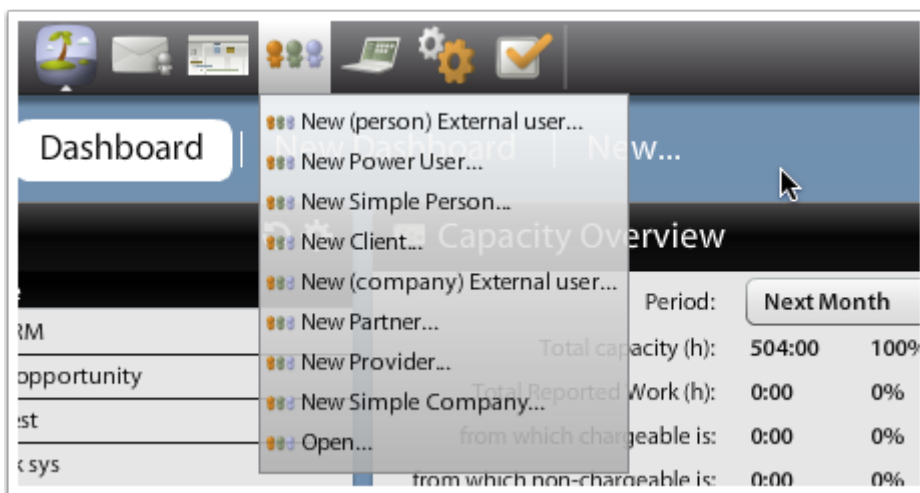 New (person) External user...
Dashboard | New Dashboard | New...
New Power User...
New Simple Person...
New Client...
Capacity Overview
New (company) External user...
Period: Next Month
New Partner...
Total capacity (h): 504:00 100%
New Provider...
opportunity
Total Reported Work (h): 0:00 0%
New Simple Company...
from which chargeable is: 0:00 0%
Open...
sys
from which non-chargeable is: 0:00 0%